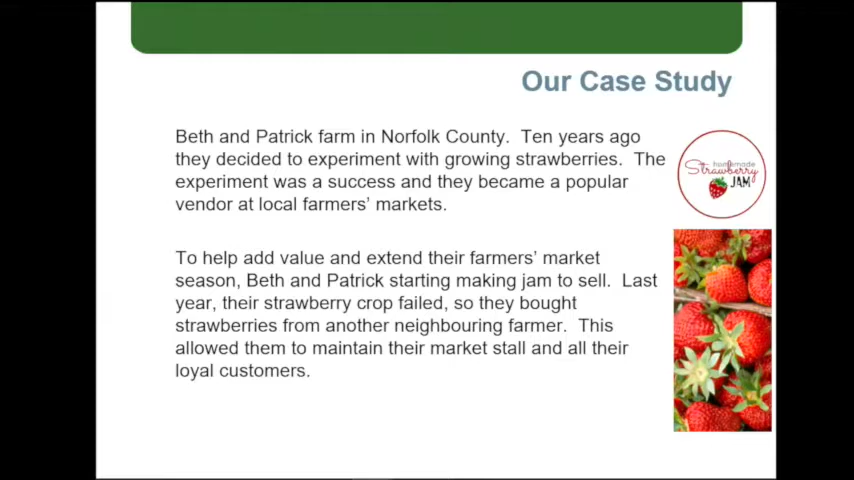 Our Case Study
Beth and Patrick farm in Norfolk County. Ten years ago
they decided to experiment with growing strawberries. The
experiment was a success and they became a popular
vendor at local farmers' markets.
homemade
Strawberry
JAM
To help add value and extend their farmers' market
season, Beth and Patrick starting making jam to sell. Last
year, their strawberry crop failed, so they bought
strawberries from another neighbouring farmer. This
allowed them to maintain their market stall and all their
loyal customers.